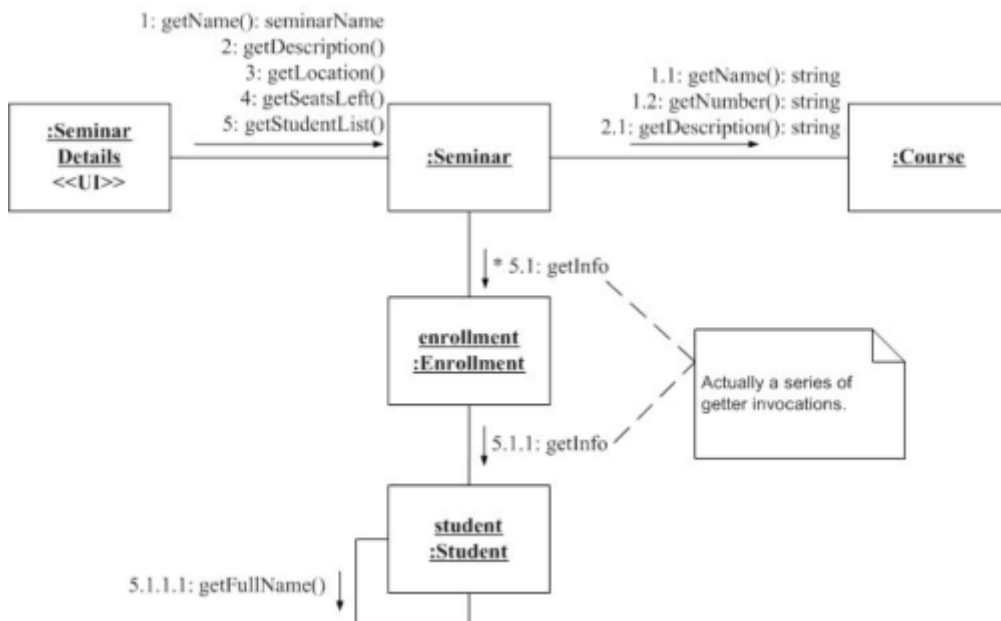 1: getName(): seminarName
2: getDescription()
3: getLocation()
4: getSeatsLeft()
5: getStudentList()
1.1: getName(): string
1.2: getNumber(): string
2.1: getDescription(): string
:Seminar
Details
<<UI>>
:Seminar
:Course
* 5.1: getInfo
enrollment
:Enrollment
Actually a series of
getter invocations.
5.1.1: getInfo
student
:Student
5.1.1.1: getFullName()